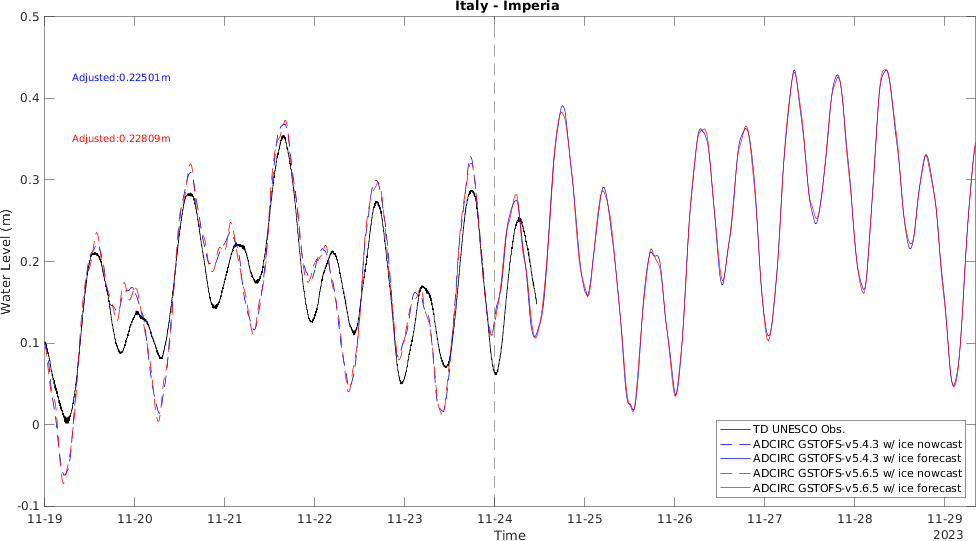 Italy - Imperia
0.5
0.4
0.3
0.2
0.1
0
-0.1
Water Level (m)
Adjusted:0.22501m
Adjusted:0.22809m
TD UNESCO Obs.
ADCIRC GSTOFS-v5.4.3 w/ ice nowcast
ADCIRC GSTOFS-v5.4.3 w/ ice forecast
ADCIRC GSTOFS-v5.6.5 w/ ice nowcast
ADCIRC GSTOFS-v5.6.5 w/ ice forecast
11-19 11-20 11-21 11-22 11-23 11-24 11-25 11-26 11-27 11-28 11-29
Time
2023